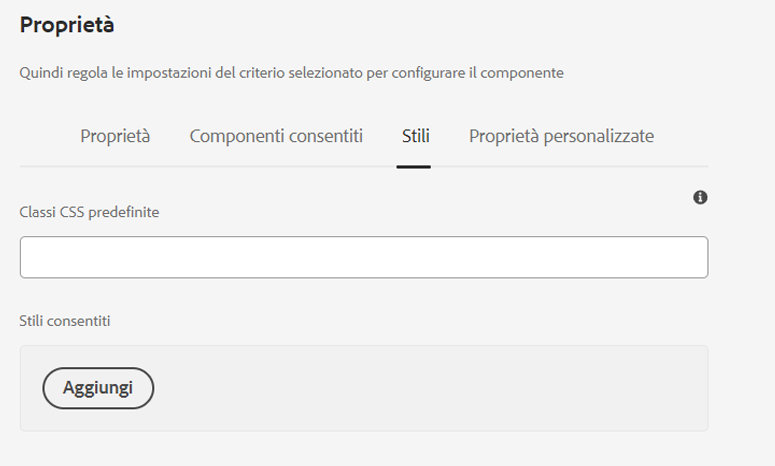 Proprietà
Quindi regola le impostazioni del criterio selezionato per configurare il componente
Proprietà Componenti consentiti Stili Proprietà personalizzate
Classi CSS predefinite
Stili consentiti
Aggiungi